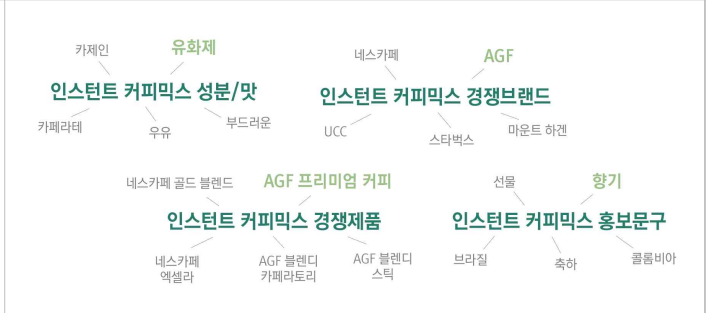 카제인
유화제
인스턴트 커피믹스 성분/맛
카페라테
우유
부드러운
네스카페
AGF
인스턴트 커피믹스 경쟁브랜드
UCC
스타벅스
마운트 하겐
네스카페 골드 블렌드
AGF 프리미엄 커피
인스턴트 커피믹스 경쟁제품
네스카페
엑셀라
AGF 블렌디
카페라토리
AGF 블렌디
스틱
선물
향기
인스턴트 커피믹스 홍보문구
브라질
축하
콜롬비아